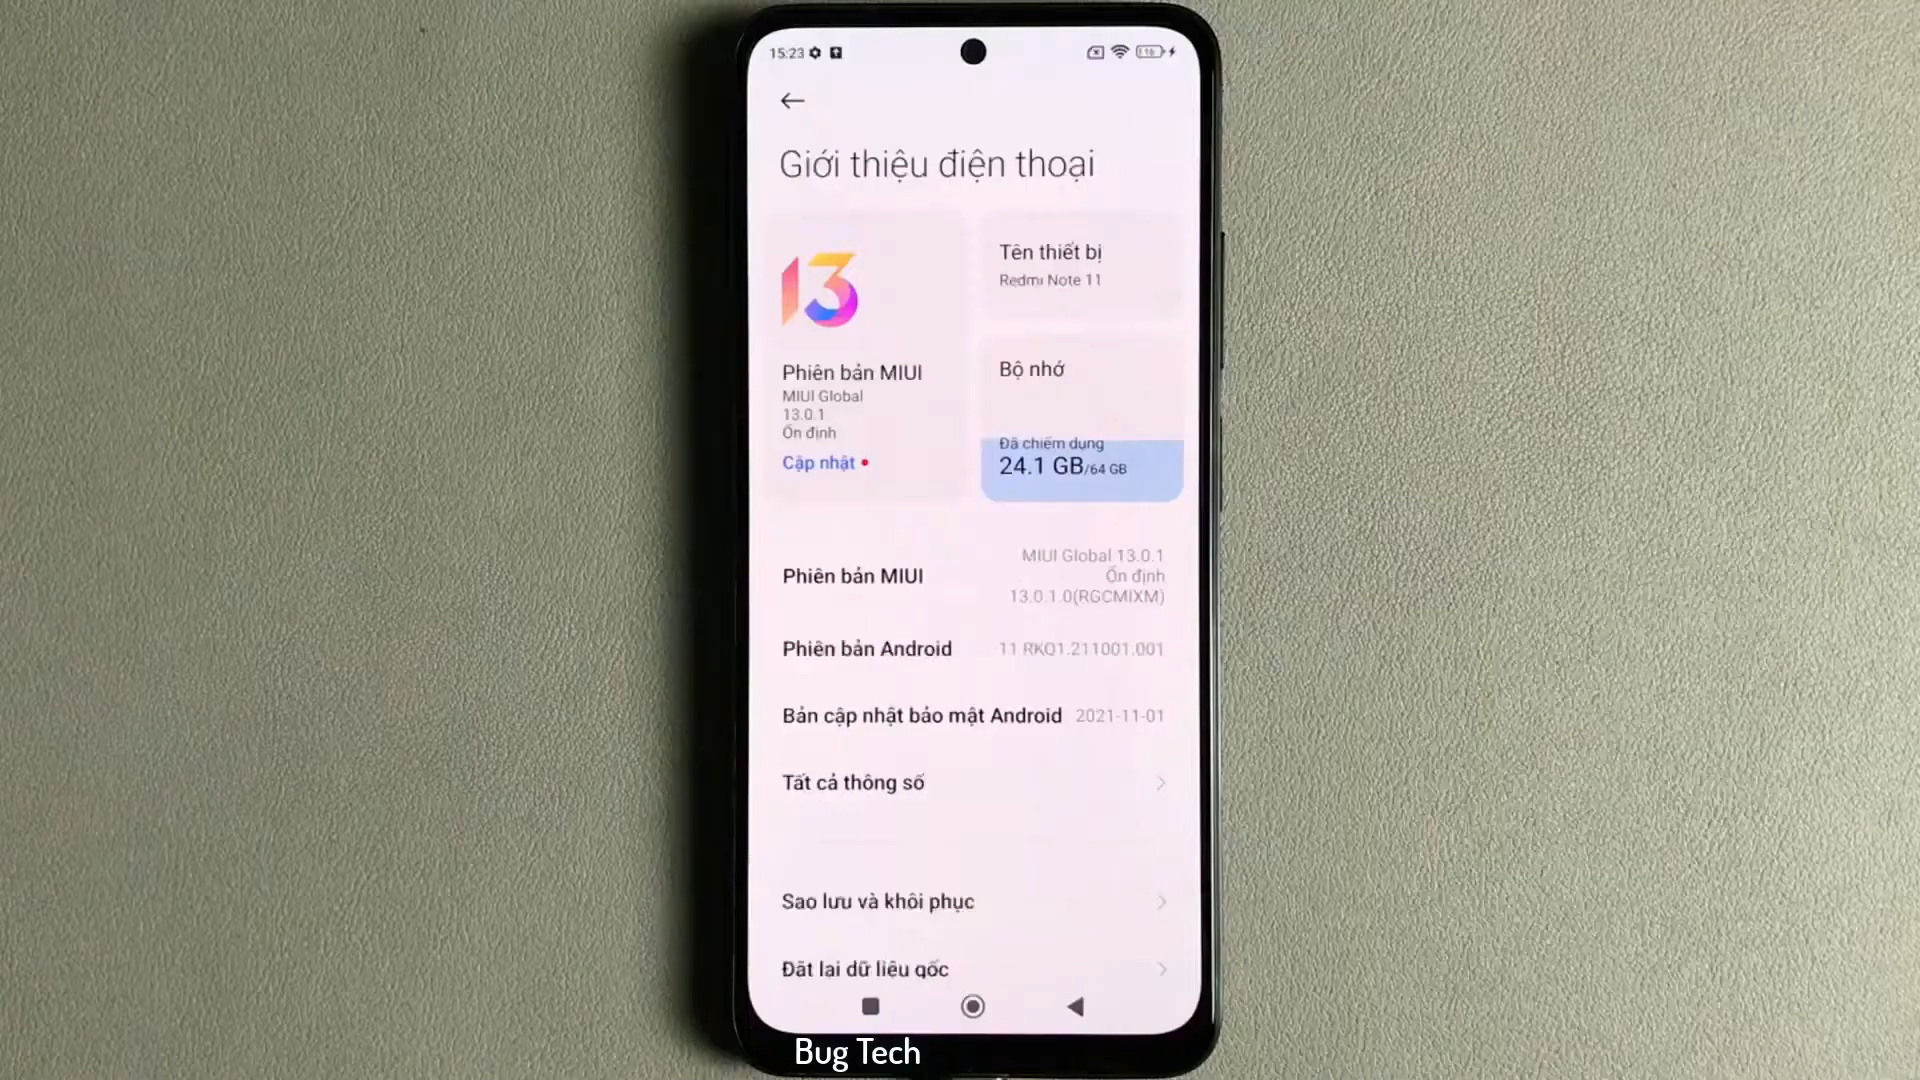 15:23
16
Giới thiệu điện thoại
13
Phiên bản MIUI
MIUI Global
13.0.1
Ổn định
Cập nhật
Tên thiết bị
Redmi Note 11
Bộ nhớ
Đã chiếm dụng
24.1 GB/64 GB
Phiên bản MIUI
MIUI Global 13.0.1
Ổn định
13.0.1.0(RGCMIXM)
Phiên bản Android
11 RKQ1.211001.001
Bản cập nhật bảo mật Android
2021-11-01
Tất cả thông số
Sao lưu và khôi phục
Đặt lại dữ liệu gốc
Bug Tech